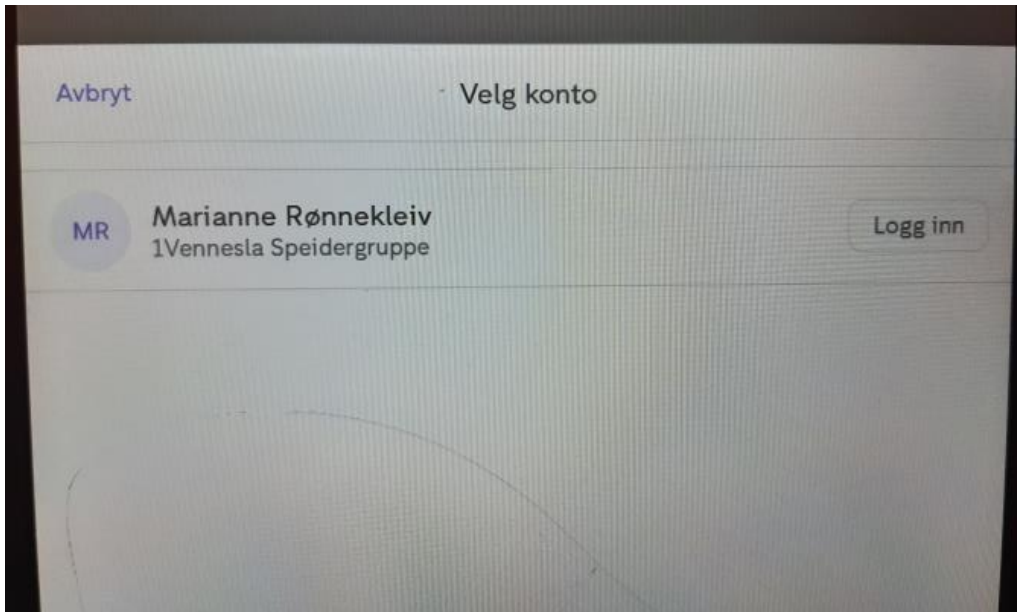 Avbryt
Velg konto
MR
Marianne Rønnekleiv
1Vennesla Speidergruppe
Logg inn